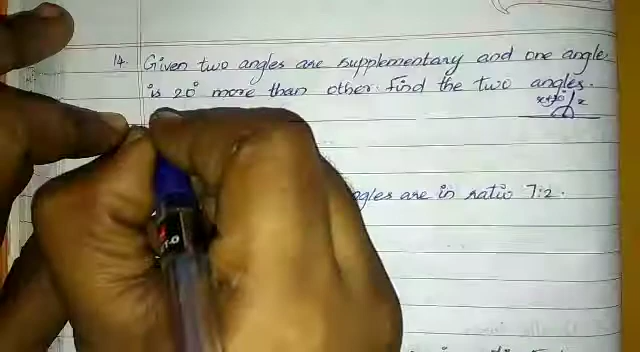 14. Given two angles are supplementary and one angle
is 20° more than other. find the two angles.
x+20° x
are in ratio 7:2.